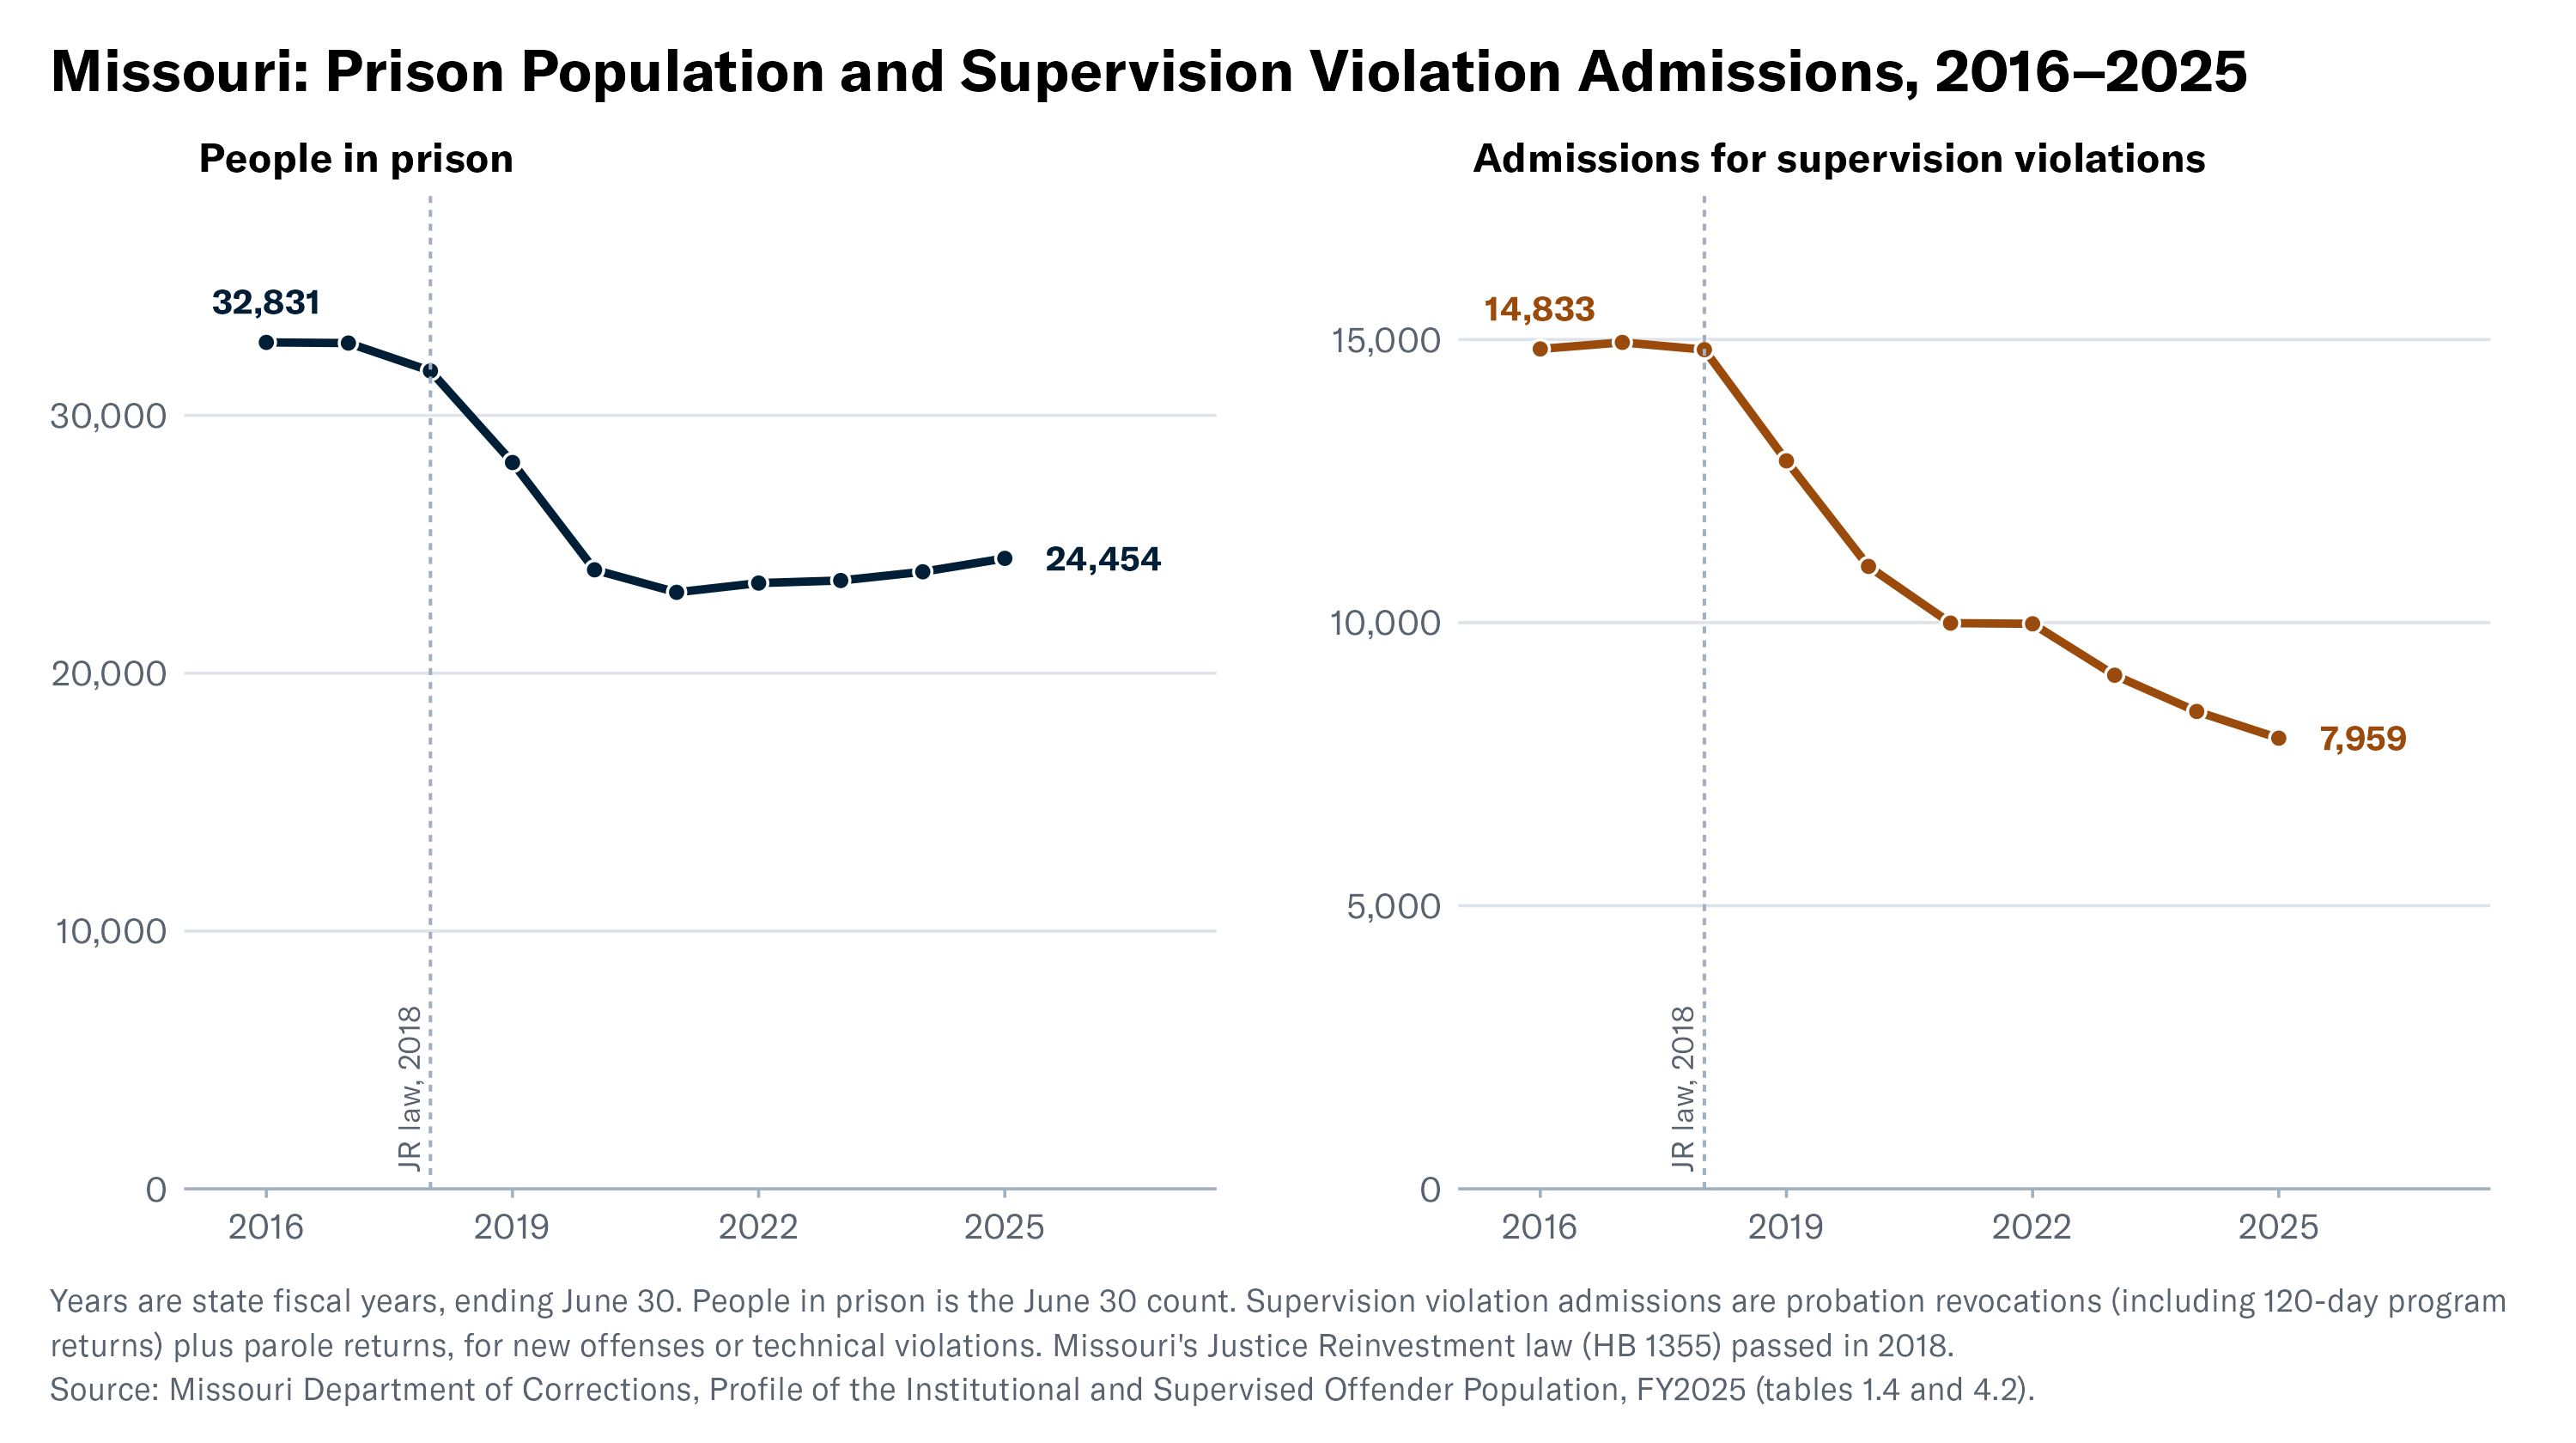 Missouri: Prison Population and Supervision Violation Admissions, 2016–2025
People in prison
32,831
24,454
30,000
20,000
10,000
0
JR law, 2018
2016
2019
2022
2025
Admissions for supervision violations
14,833
7,959
15,000
10,000
5,000
0
JR law, 2018
2016
2019
2022
2025
Years are state fiscal years, ending June 30. People in prison is the June 30 count. Supervision violation admissions are probation revocations (including 120-day program
returns) plus parole returns, for new offenses or technical violations. Missouri's Justice Reinvestment law (HB 1355) passed in 2018.
Source: Missouri Department of Corrections, Profile of the Institutional and Supervised Offender Population, FY2025 (tables 1.4 and 4.2).